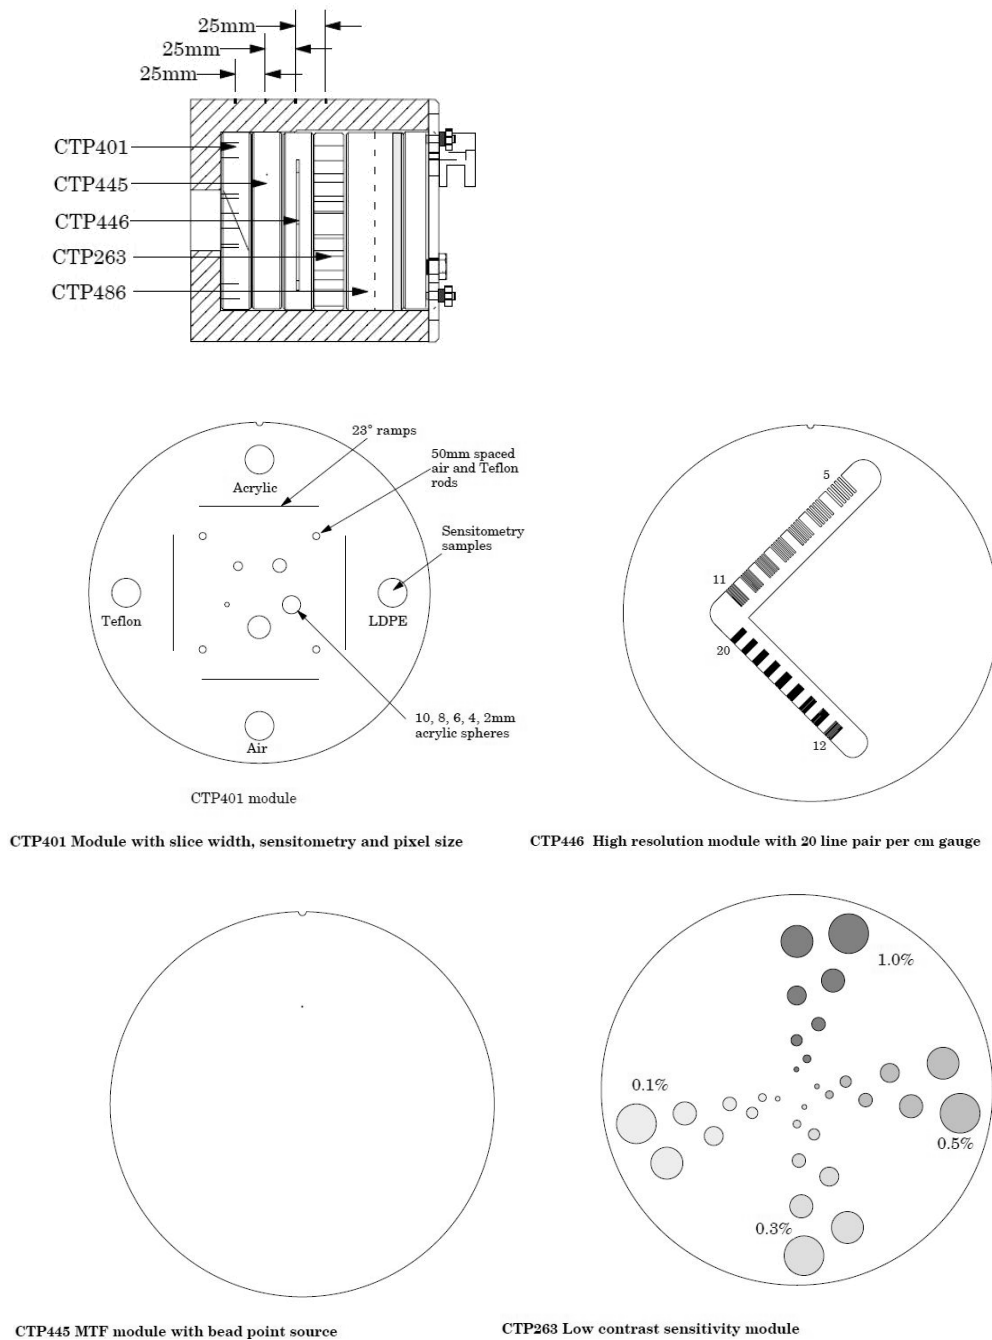 25mm
25mm
25mm
CTP401
CTP445
CTP446
CTP263
CTP486
23° ramps
50mm spaced
air and Teflon
rods
Acrylic
Sensitometry
samples
Teflon
LDPE
Air
10, 8, 6, 4, 2mm
acrylic spheres
CTP401 module
5
11
20
12
CTP401 Module with slice width, sensitometry and pixel size
CTP446 High resolution module with 20 line pair per cm gauge
1.0%
0.1%
0.5%
0.3%
CTP445 MTF module with bead point source
CTP263 Low contrast sensitivity module